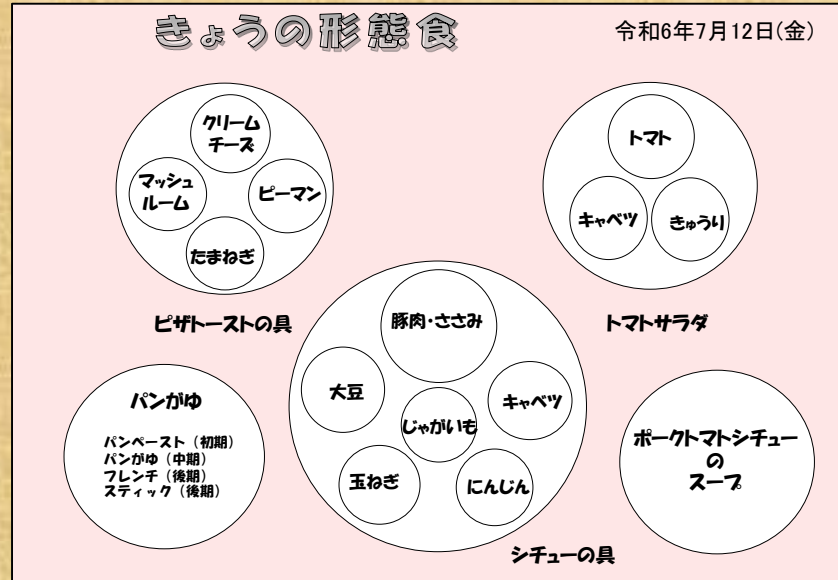 きょうの形態食
令和6年7月12日(金)
クリーム
チーズ
マッシュ
ルーム
ピーマン
たまねぎ
ピザトーストの具
トマト
キャベツ
きゅうり
トマトサラダ
豚肉・ささみ
大豆
キャベツ
じゃがいも
玉ねぎ
にんじん
シチューの具
パンがゆ
パンペースト（初期）
パンがゆ（中期）
フレンチ（後期）
スティック（後期）
ポークトマトシチュー
の
スープ